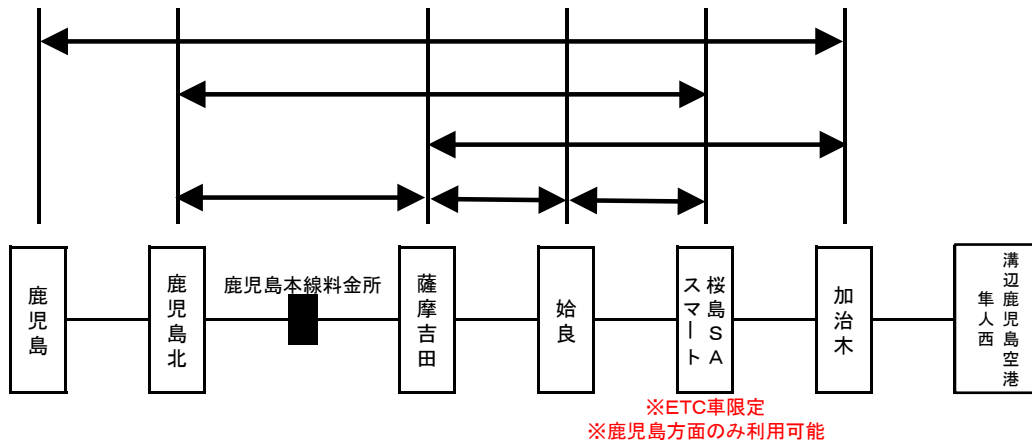 鹿児島
鹿児島北
鹿児島本線料金所
薩摩吉田
姶良
桜島SA
スマート
加治木
溝辺鹿児島空港
隼人西
※ETC車限定
※鹿児島方面のみ利用可能